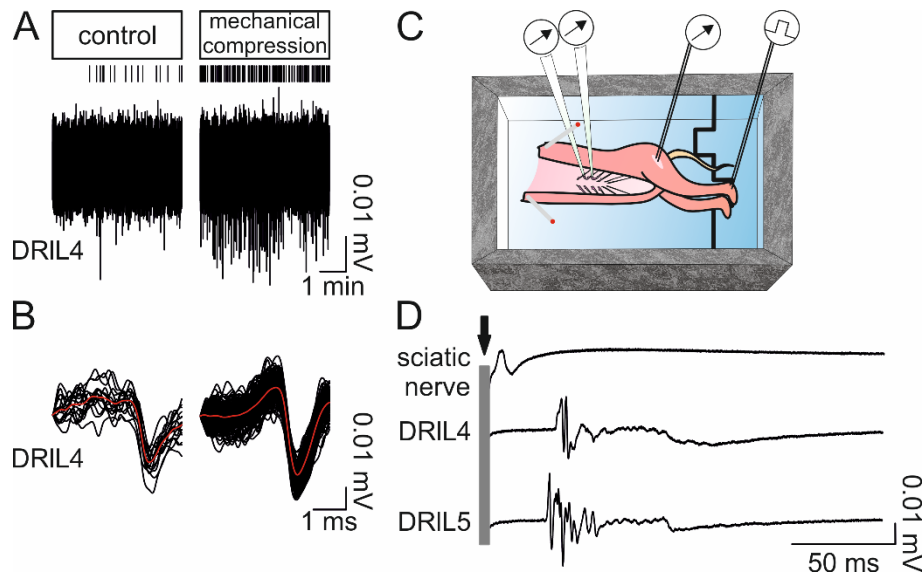 A
control
mechanical
compression
DRIL4
0.01 mV
1 min
B
DRIL4
0.01 mV
1 ms
C
D
sciatic
nerve
DRIL4
DRIL5
0.01 mV
50 ms